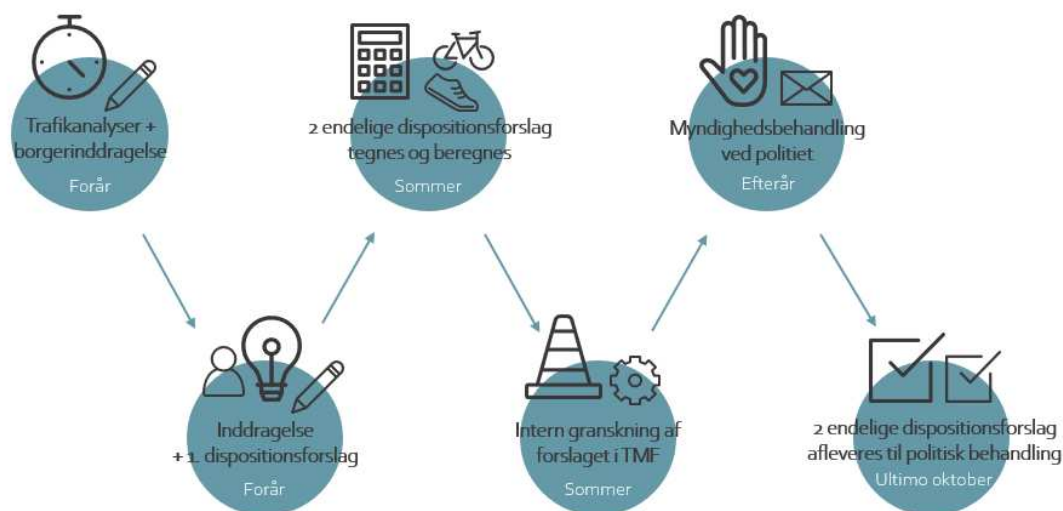 Trafikanalyser +
borgerinddragelse
Forår
Inddragelse
+ 1. dispositionsforslag
Forår
2 endelige dispositionsforslag
tegnes og beregnes
Sommer
Intern granskning af
forslaget i TMF
Sommer
Myndighedsbehandling
ved politiet
Efterår
2 endelige dispositionsforslag
afleveres til politisk behandling
Ultimo oktober